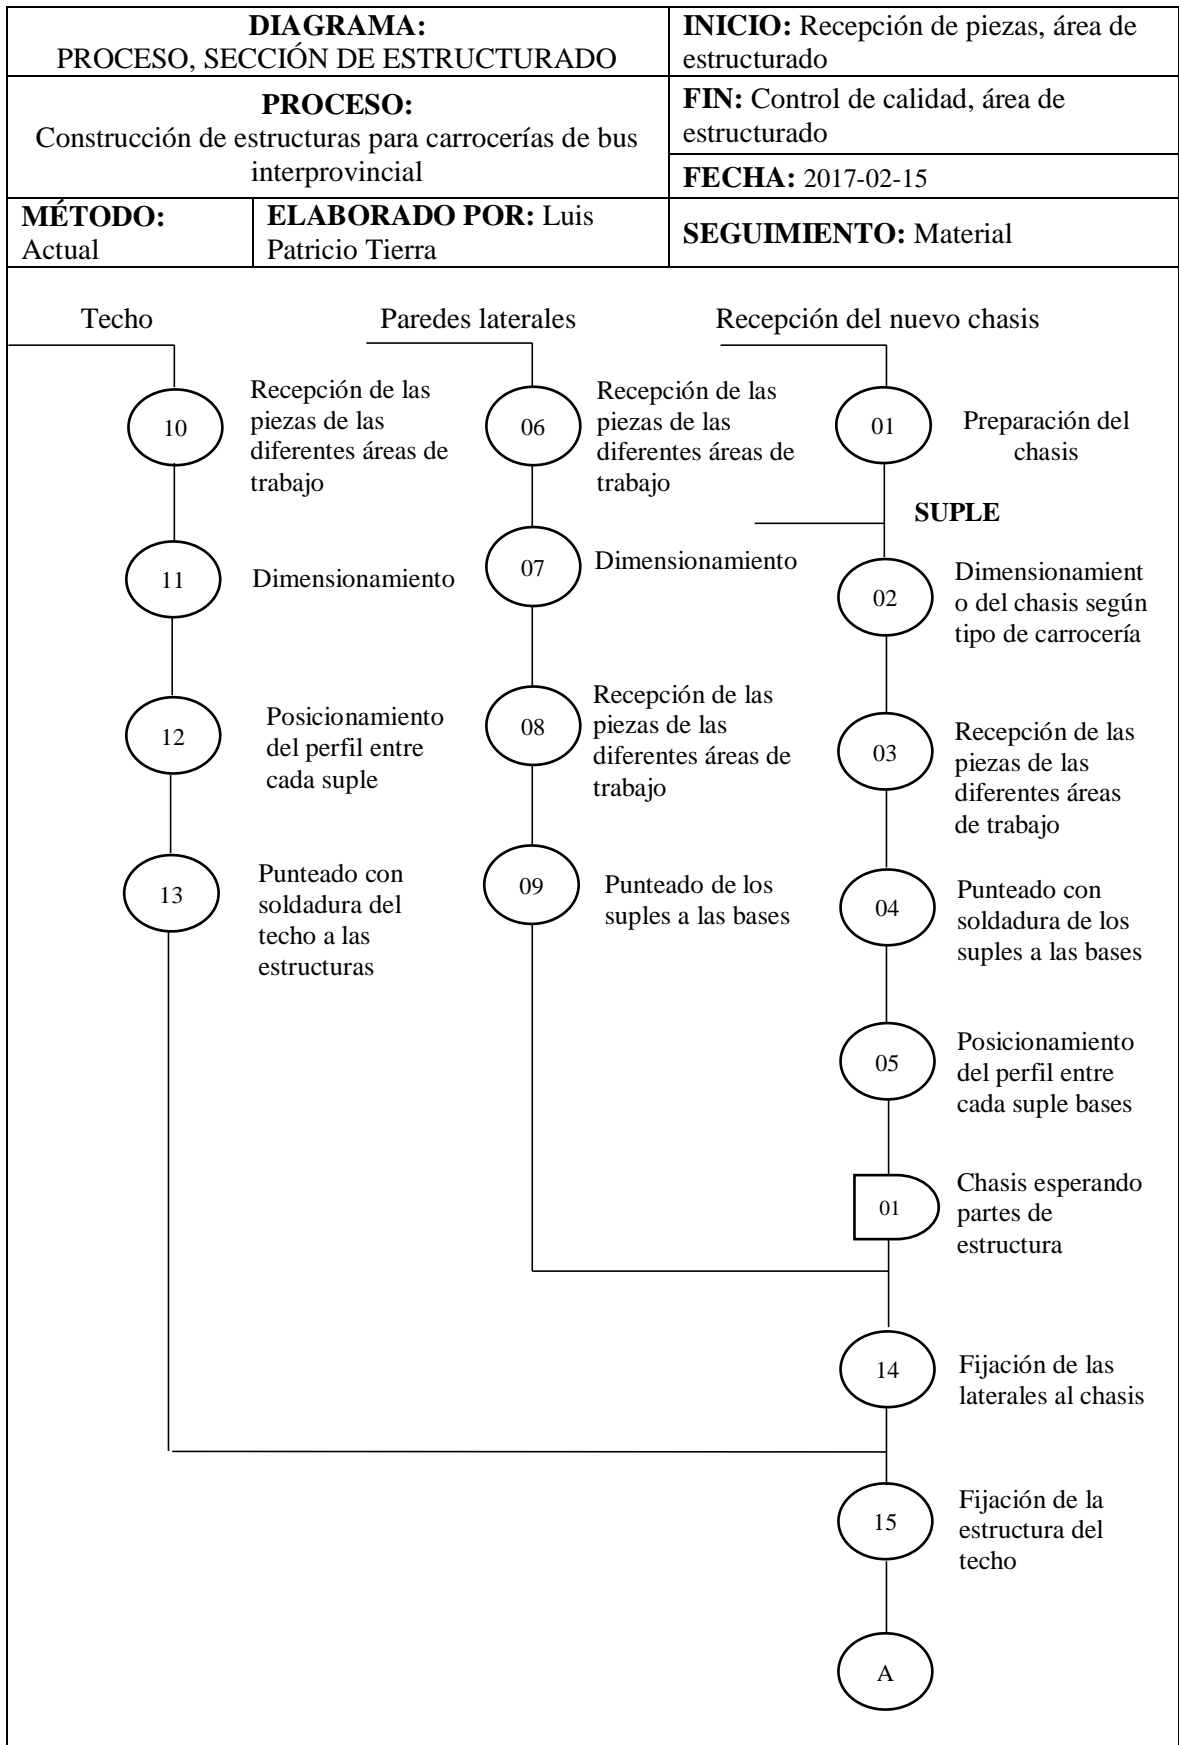 DIAGRAMA:
PROCESO, SECCIÓN DE ESTRUCTURADO
INICIO: Recepción de piezas, área de
estructurado
PROCESO:
Construcción de estructuras para carrocerías de bus
interprovincial
FIN: Control de calidad, área de
estructurado
FECHA: 2017-02-15
MÉTODO:
Actual
ELABORADO POR: Luis
Patricio Tierra
SEGUIMIENTO: Material
Techo
10
Recepción de las
piezas de las
diferentes áreas de
trabajo
11
Dimensionamiento
12
Posicionamiento
del perfil entre
cada suple
13
Punteado con
soldadura del
techo a las
estructuras
Paredes laterales
06
Recepción de las
piezas de las
diferentes áreas de
trabajo
07
Dimensionamiento
08
Recepción de las
piezas de las
diferentes áreas de
trabajo
09
Punteado de los
suples a las bases
Recepción del nuevo chasis
01
Preparación del
chasis
SUPLE
02
Dimensionamient
o del chasis según
tipo de carrocería
03
Recepción de las
piezas de las
diferentes áreas
de trabajo
04
Punteado con
soldadura de los
suples a las bases
05
Posicionamiento
del perfil entre
cada suple bases
01
Chasis esperando
partes de
estructura
14
Fijación de las
laterales al chasis
15
Fijación de la
estructura del
techo
A